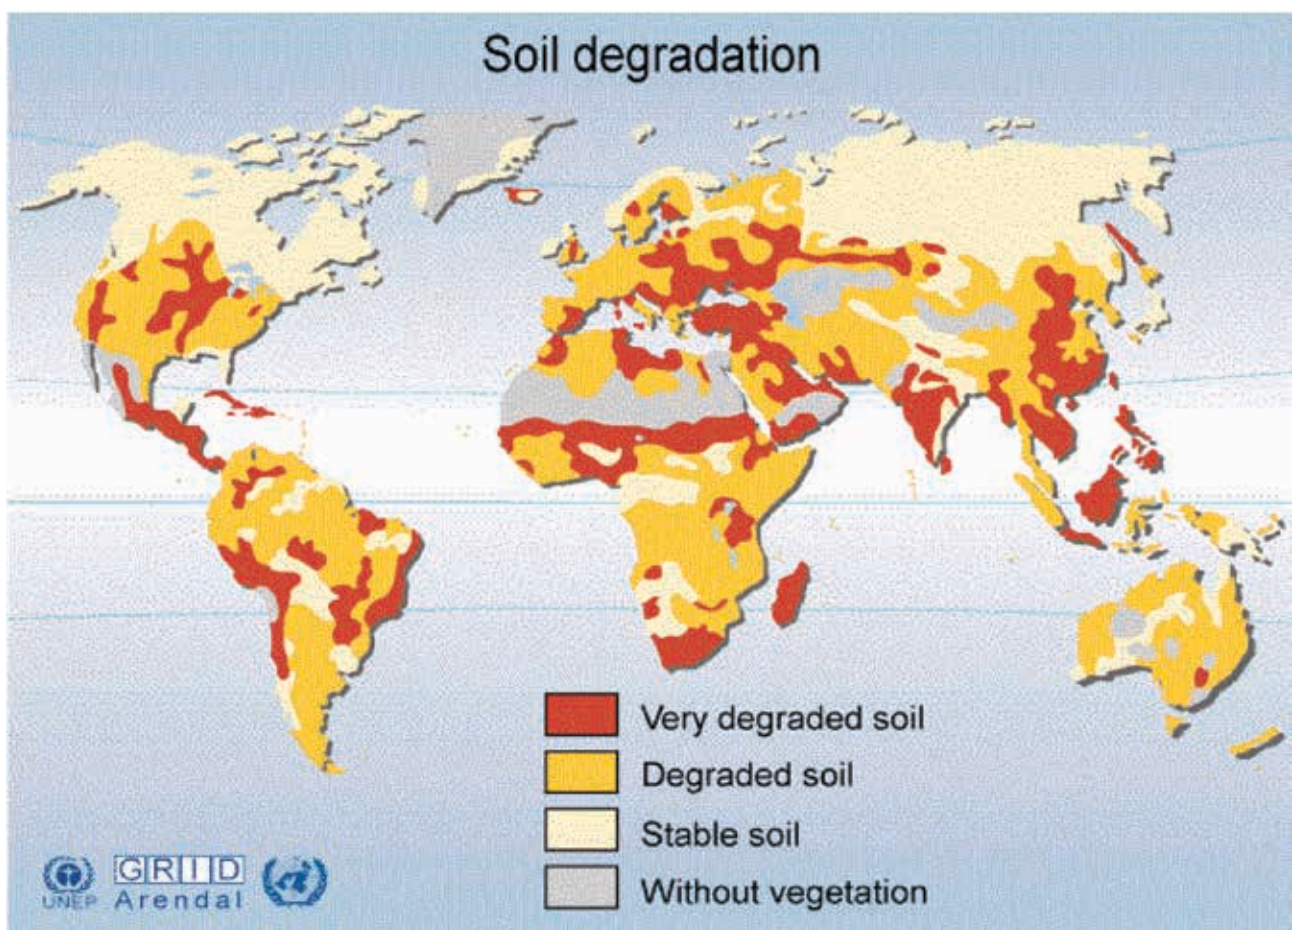 Soil degradation
Very degraded soil
Degraded soil
Stable soil
Without vegetation
UNEP
GRID
Arendal